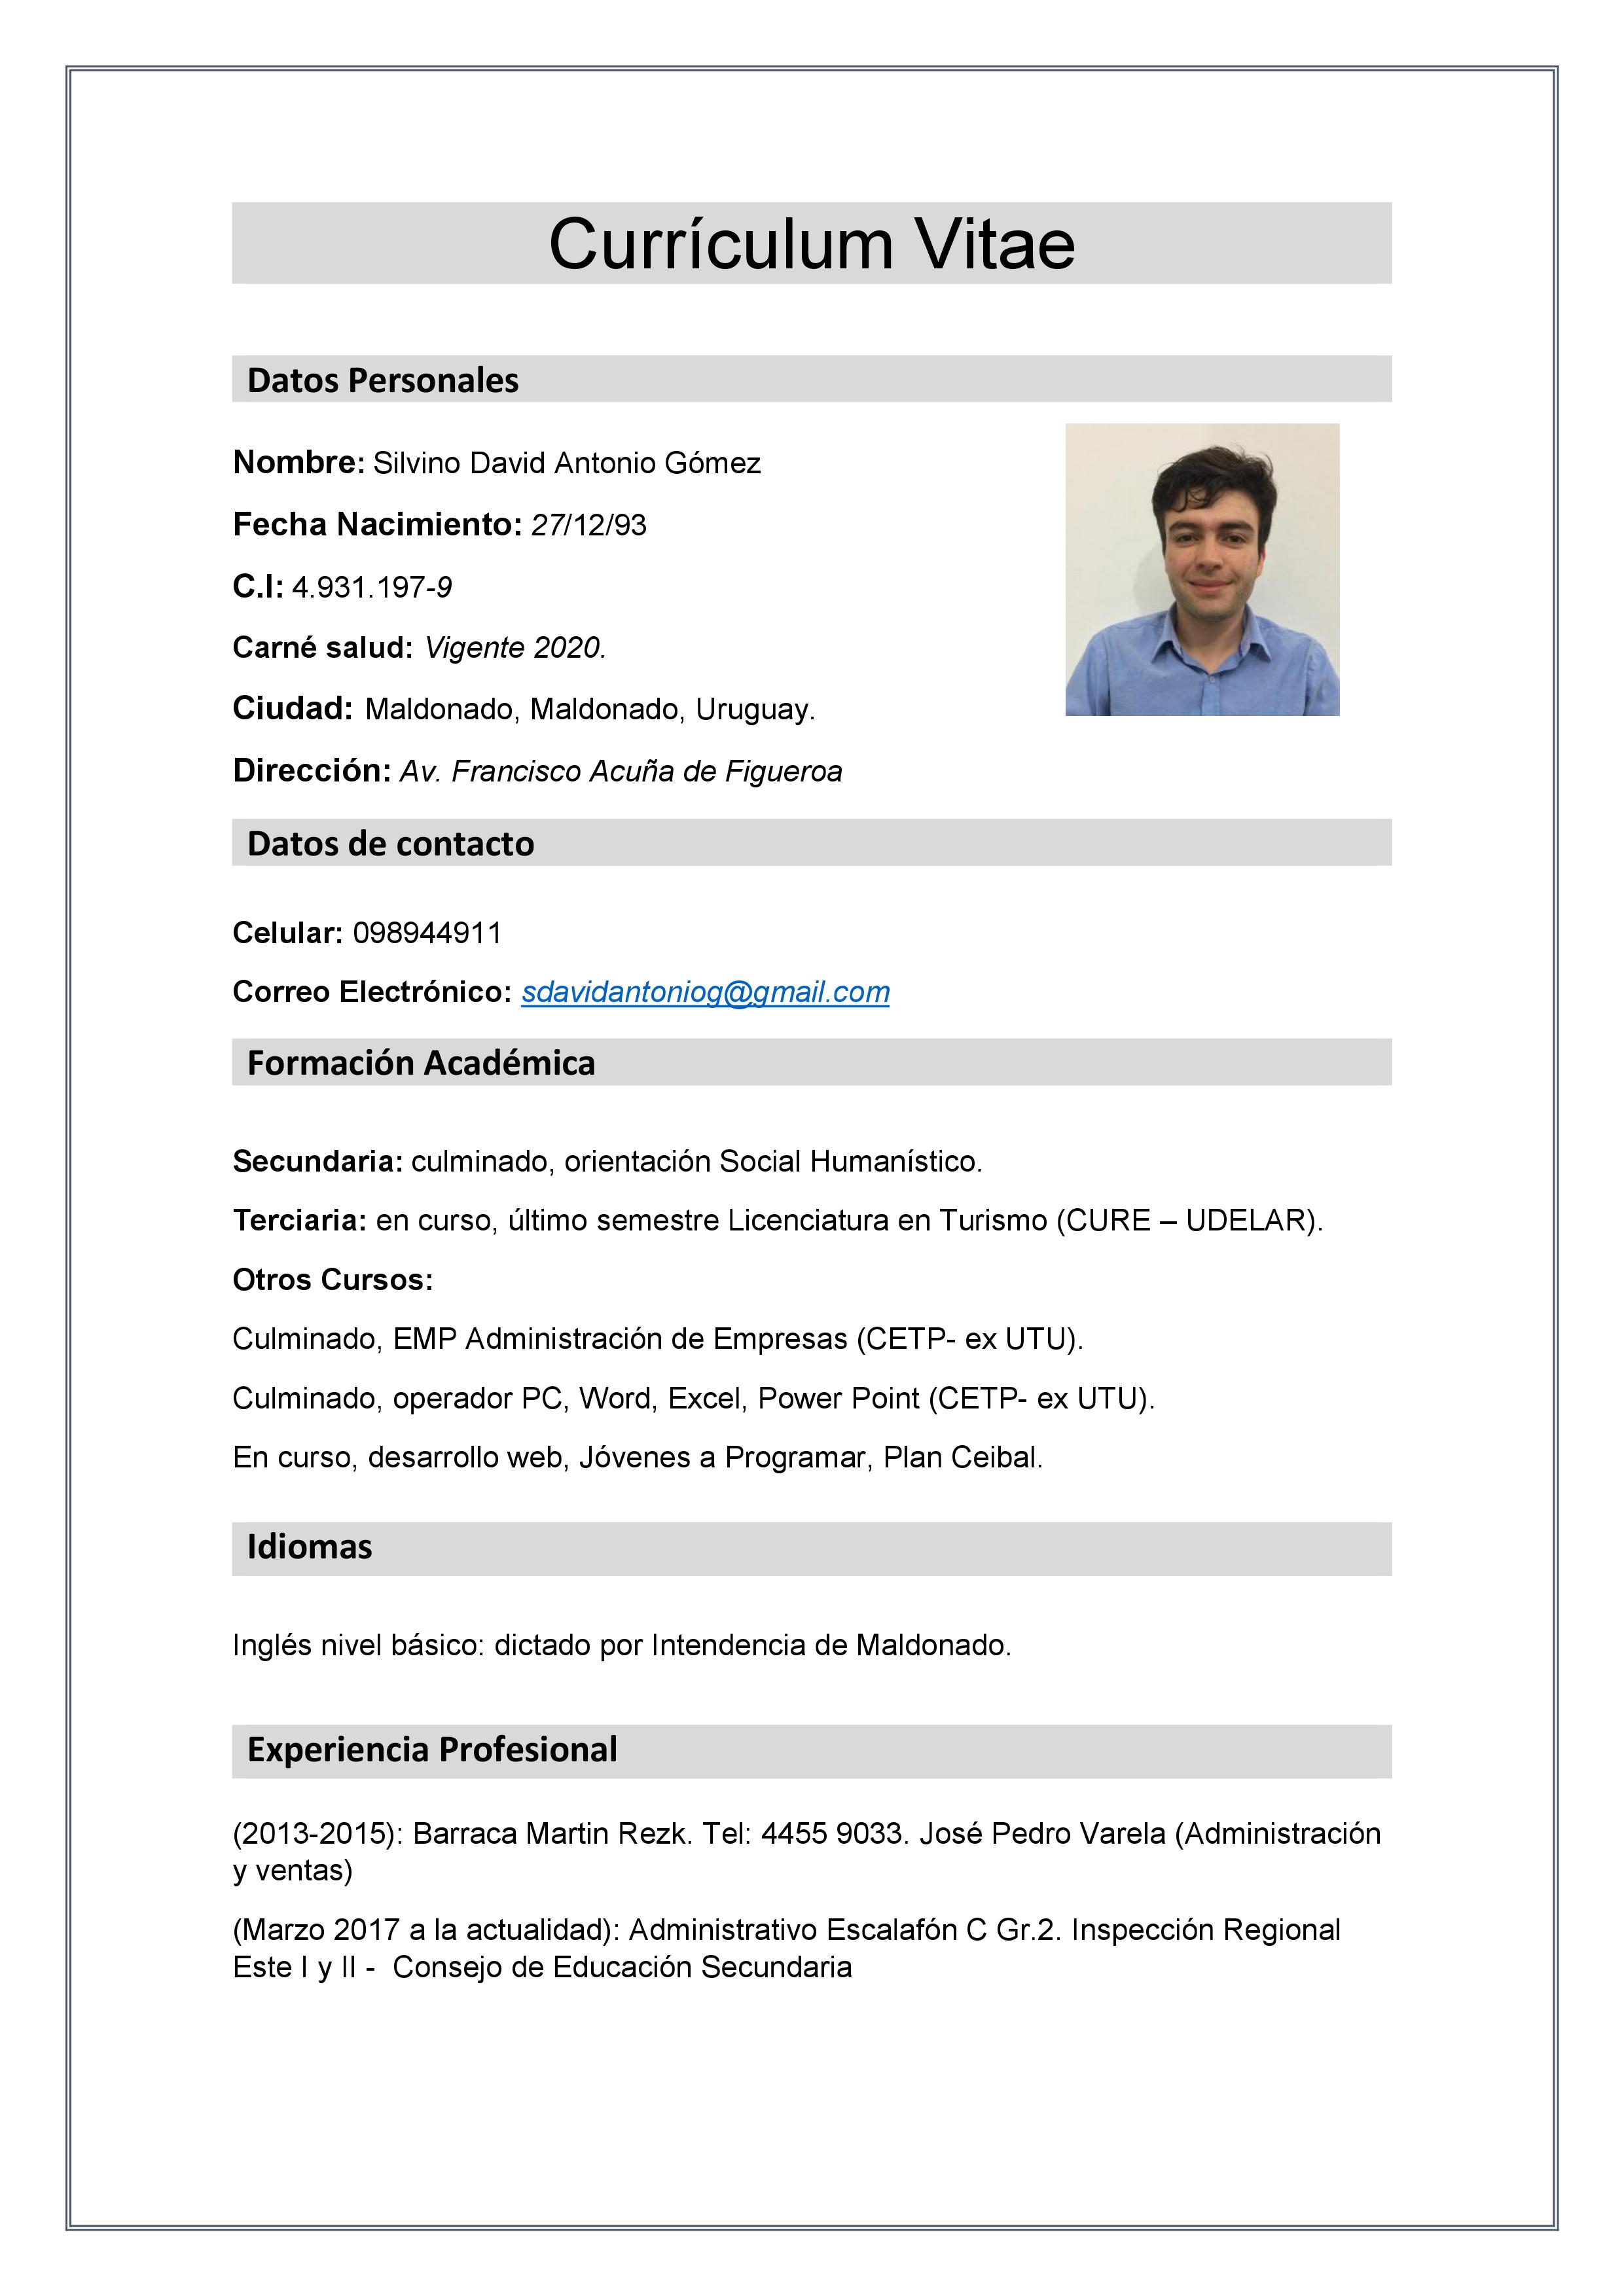 Currículum Vitae
Datos Personales
Nombre: Silvino David Antonio Gómez
Fecha Nacimiento: 27/12/93
C.I: 4.931.197-9
Carné salud: Vigente 2020.
Ciudad: Maldonado, Maldonado, Uruguay.
Dirección: Av. Francisco Acuña de Figueroa
Datos de contacto
Celular: 098944911
Correo Electrónico: sdavidantoniog@gmail.com
Formación Académica
Secundaria: culminado, orientación Social Humanístico.
Terciaria: en curso, último semestre Licenciatura en Turismo (CURE – UDELAR).
Otros Cursos:
Culminado, EMP Administración de Empresas (CETP- ex UTU).
Culminado, operador PC, Word, Excel, Power Point (CETP- ex UTU).
En curso, desarrollo web, Jóvenes a Programar, Plan Ceibal.
Idiomas
Inglés nivel básico: dictado por Intendencia de Maldonado.
Experiencia Profesional
(2013-2015): Barraca Martin Rezk. Tel: 4455 9033. José Pedro Varela (Administración
y ventas)
(Marzo 2017 a la actualidad): Administrativo Escalafón C Gr.2. Inspección Regional
Este I y II -  Consejo de Educación Secundaria